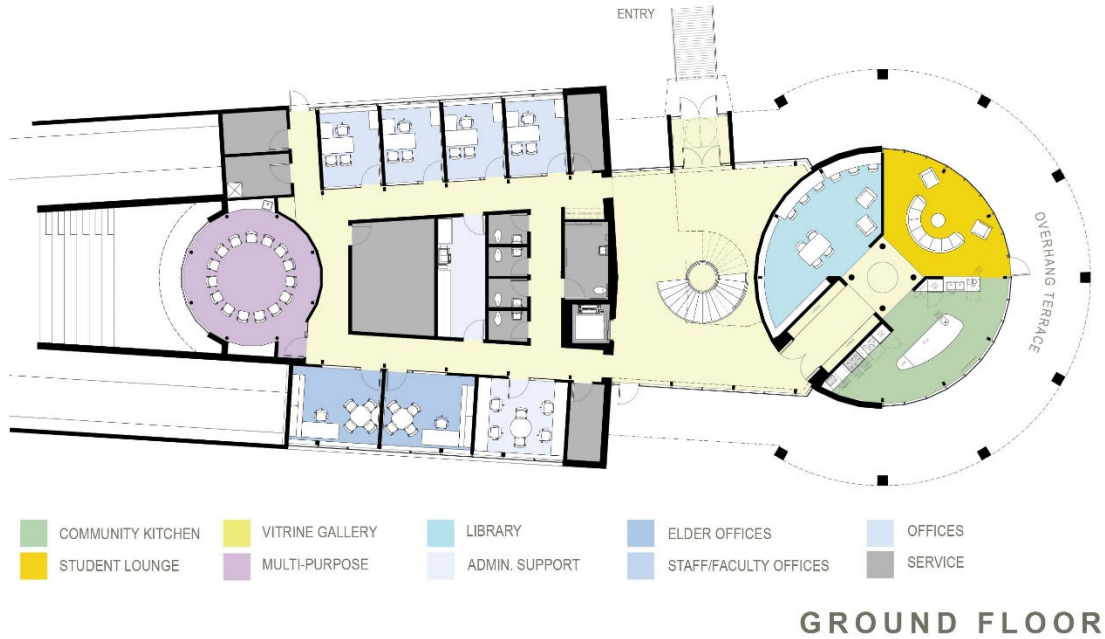 ENTRY
OVERHANG TERRACE
COMMUNITY KITCHEN
VITRINE GALLERY
LIBRARY
ELDER OFFICES
OFFICES
STUDENT LOUNGE
MULTI-PURPOSE
ADMIN. SUPPORT
STAFF/FACULTY OFFICES
SERVICE
GROUND FLOOR